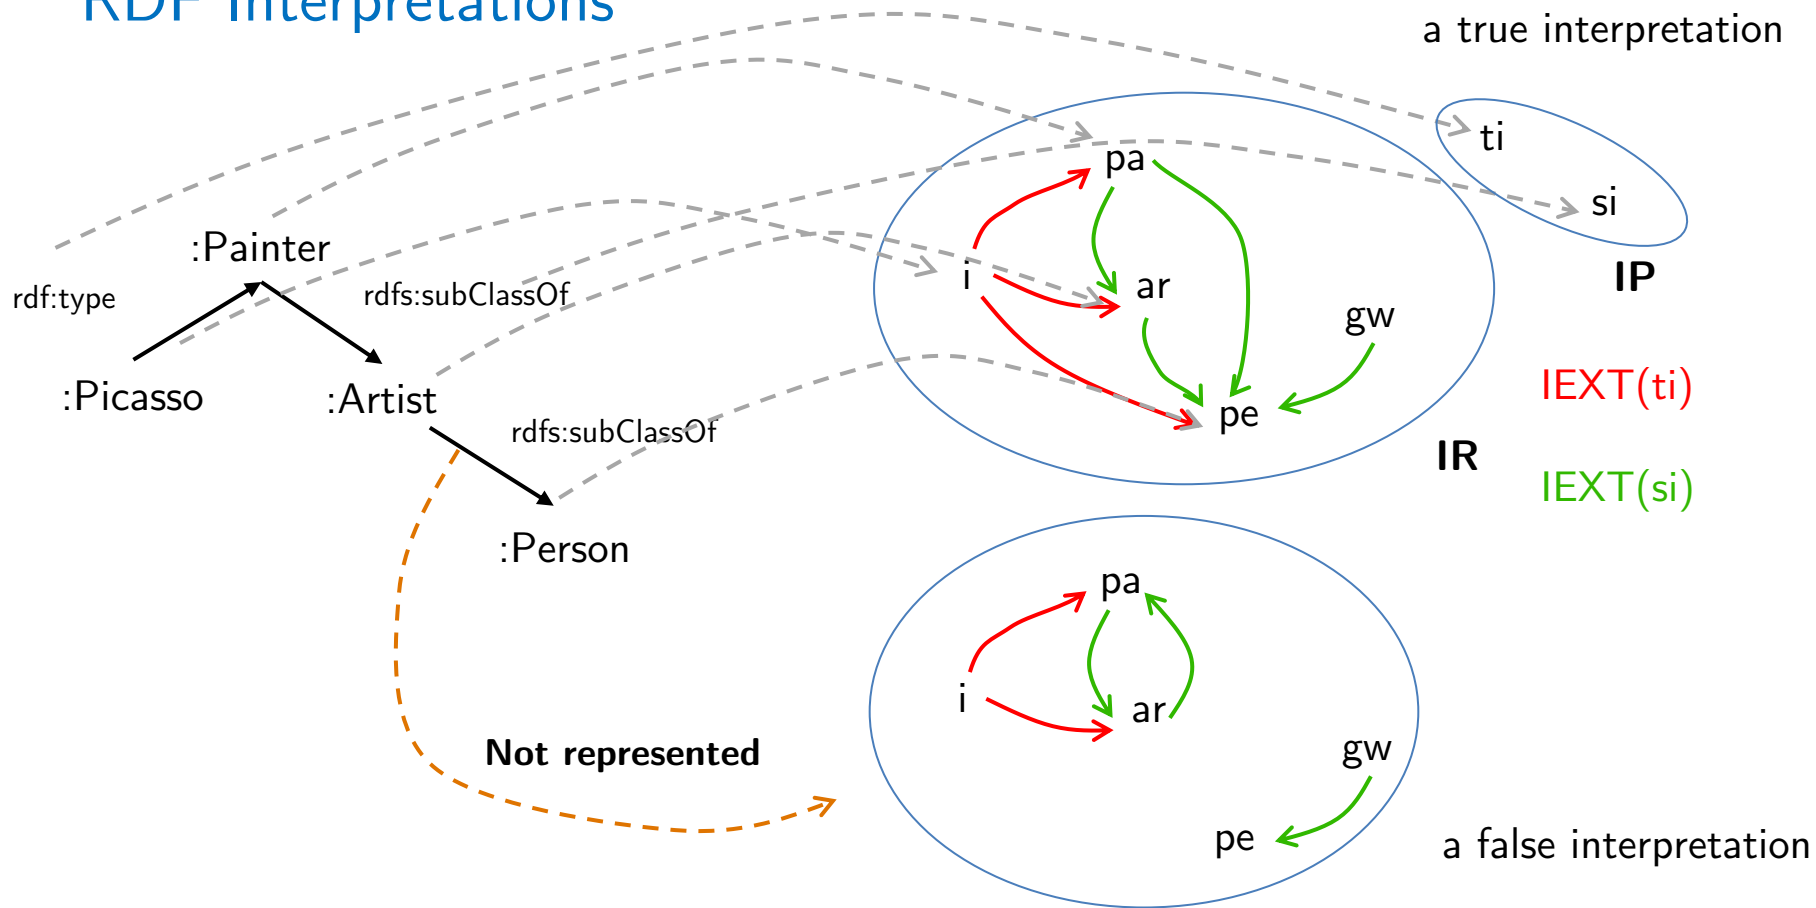 RDF Interpretations
a true interpretation
ti
pa
si
:Painter
i
IP
rdf:type
rdfs:subClassOf
ar
gw
IEXT(ti)
:Picasso
:Artist
pe
rdfs:subClassOf
IR
IEXT(si)
:Person
pa
i
ar
Not represented
gw
pe
a false interpretation